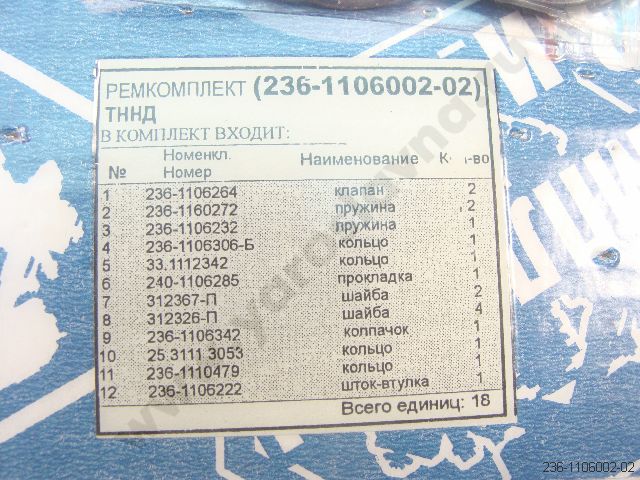 РЕМКОМПЛЕКТ (236-1106002-02)
ТННД
В КОМПЛЕКТ ВХОДИТ:
№ Номенкл. Номер Наименование
1 236-1106264 клапан 2
2 236-1160272 пружина 2
3 236-1106232 пружина 1
4 236-1106306-Б кольцо 1
5 33.1112342 кольцо 1
6 240-1106285 прокладка 1
7 312367-П шайба 2
8 312326-П шайба 4
9 236-1106342 колпачок 1
10 25.3111 3053 кольцо 1
11 236-1110479 кольцо 1
12 236-1106222 шток-втулка 1
Всего единиц: 18
236-1106002-02